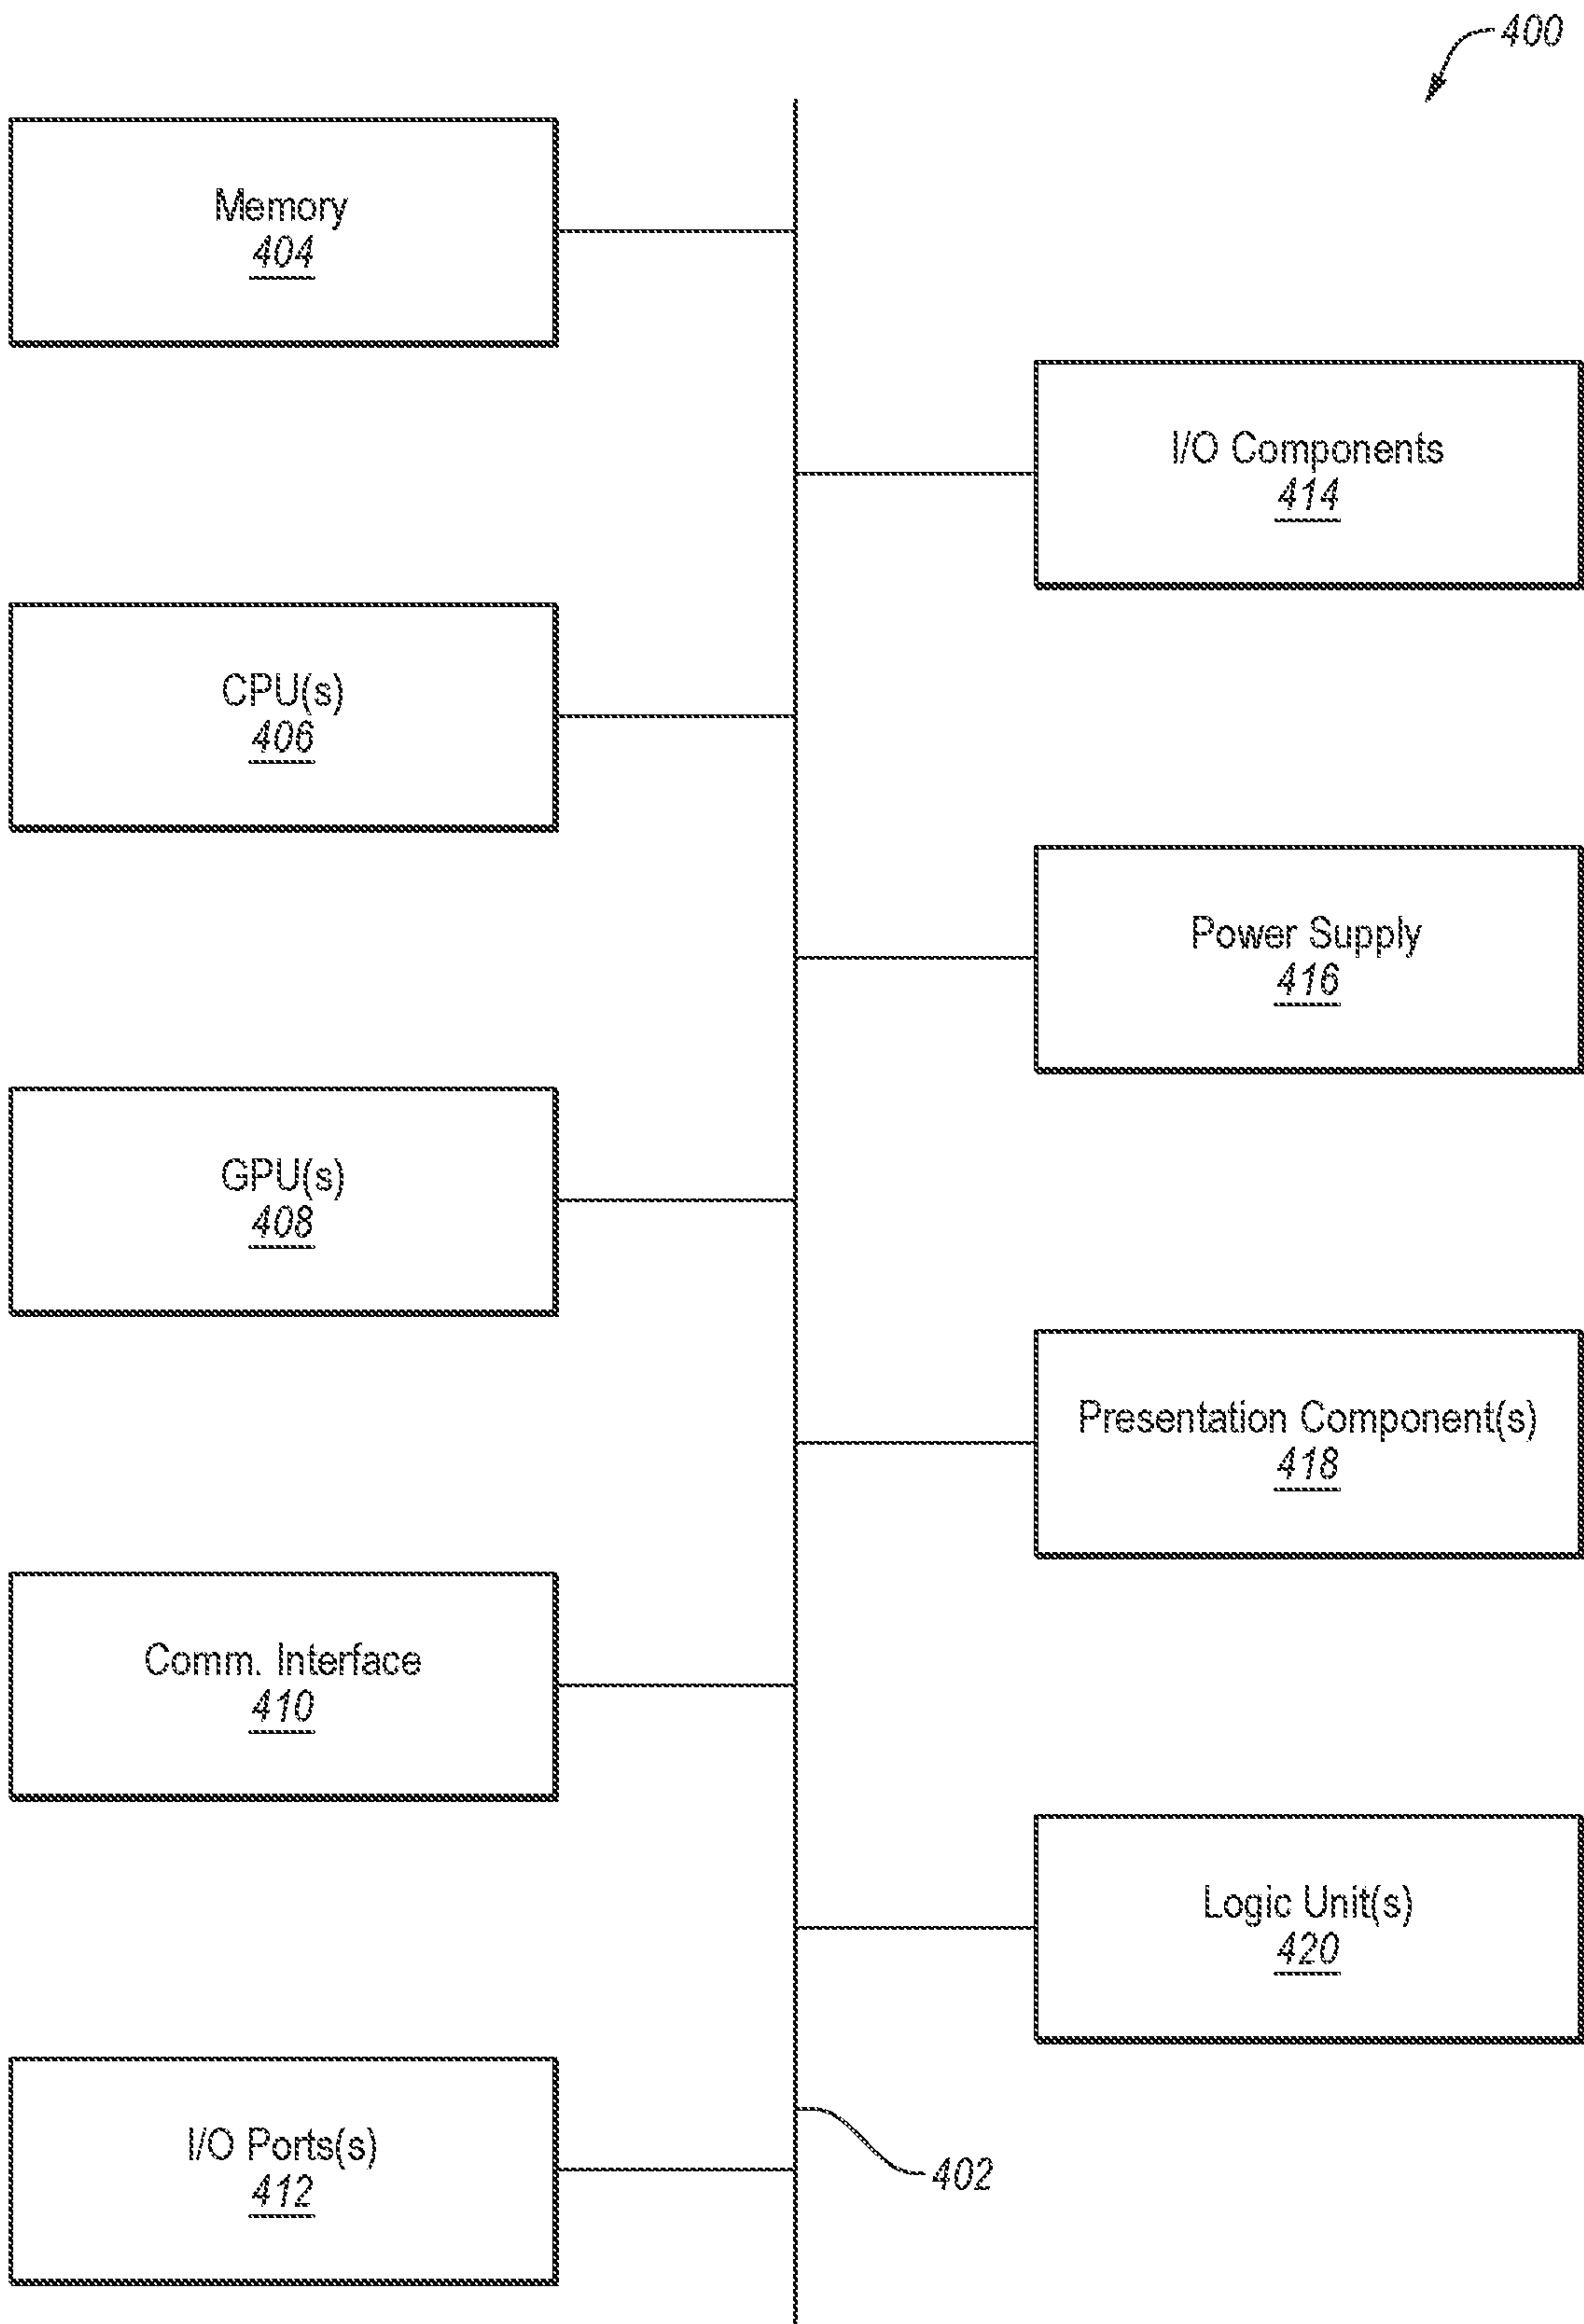 400
Memory
404
I/O Components
414
CPU(s)
406
Power Supply
416
GPU(s)
408
Presentation Component(s)
418
Comm. Interface
410
Logic Unit(s)
420
I/O Ports(s)
412
402